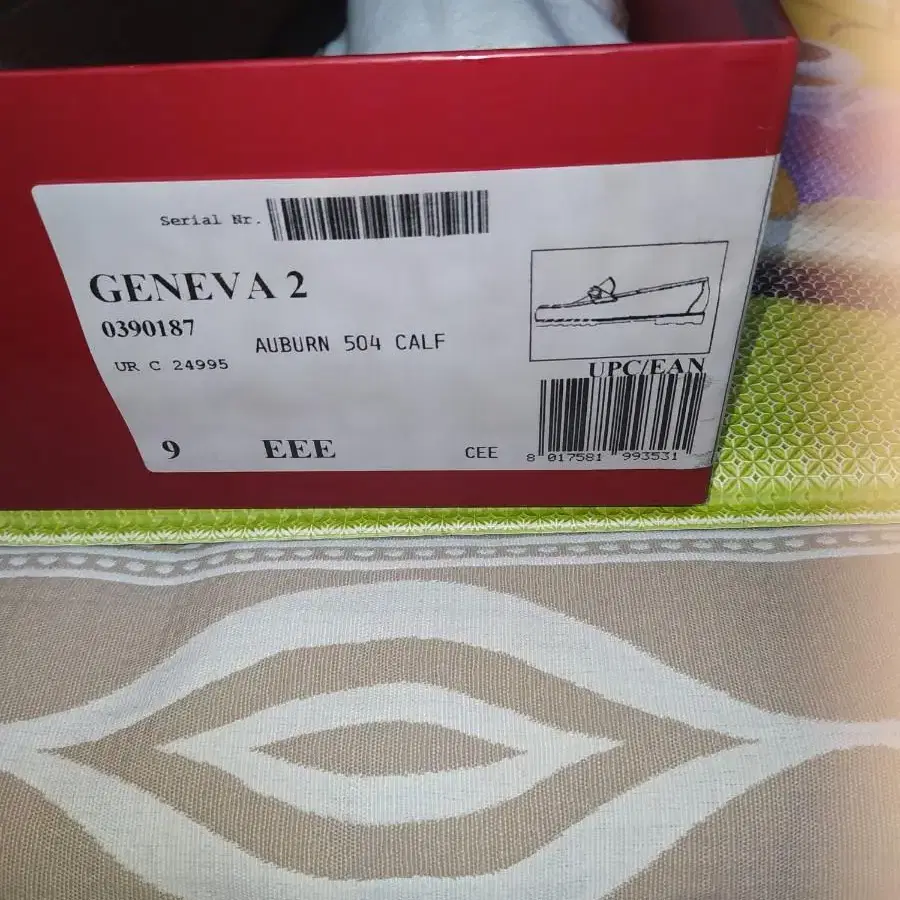 Serial Nr.
GENEVA 2
0390187
AUBURN 504 CALF
UR C 24995
UPC/EAN
9 EEE CEE
8 017581 993531